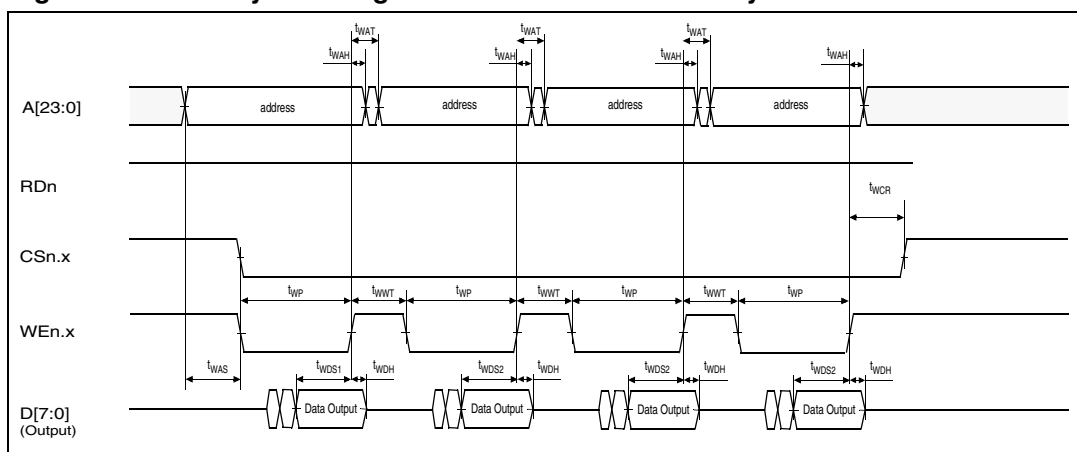 tWAT tWAT tWAT
tWAH tWAH tWAH tWAH
A[23:0] address address address address
RDn
tWCR
CSn.x
tWP tWWT tWP tWWT tWP tWWT tWP
WEn.x
tWAS tWDS1 tWDH tWDS2 tWDH tWDS2 tWDH tWDS2 tWDH
D[7:0] Data Output Data Output Data Output Data Output
(Output)